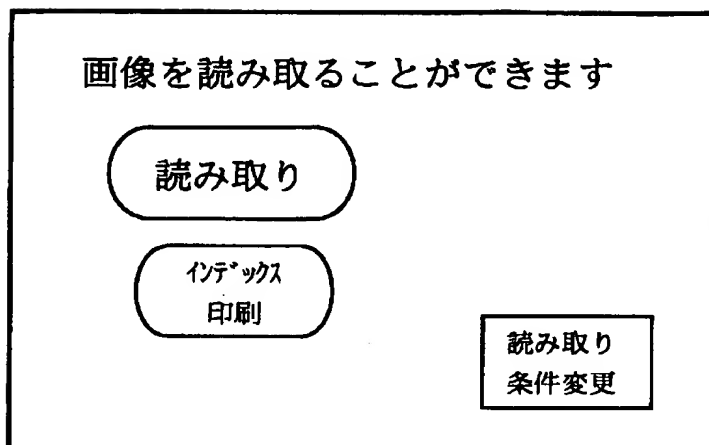 画像を読み取ることができます
読み取り
インデックス
印刷
読み取り
条件変更